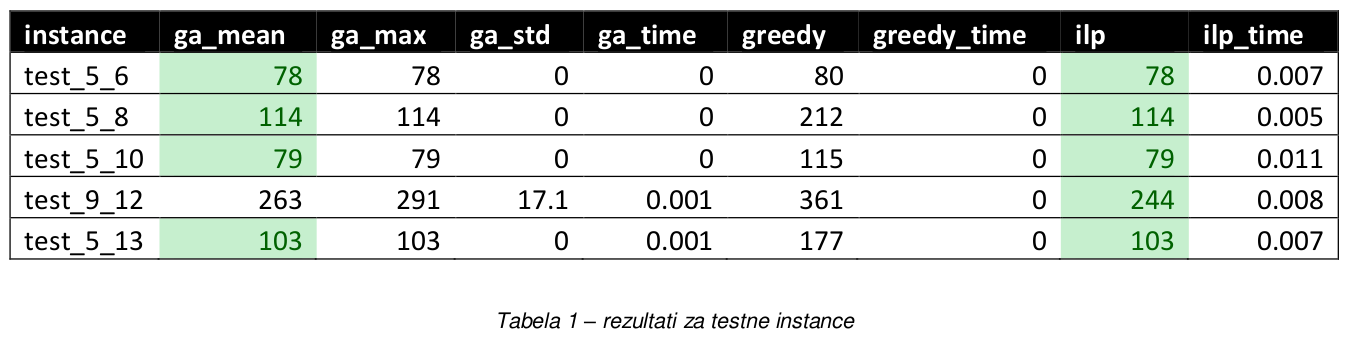 instance ga_mean ga_max ga_std ga_time greedy greedy_time ilp ilp_time
test_5_6 78 78 0 0 80 0 78 0.007
test_5_8 114 114 0 0 212 0 114 0.005
test_5_10 79 79 0 0 115 0 79 0.011
test_9_12 263 291 17.1 0.001 361 0 244 0.008
test_5_13 103 103 0 0.001 177 0 103 0.007
Tabela 1 – rezultati za testne instance